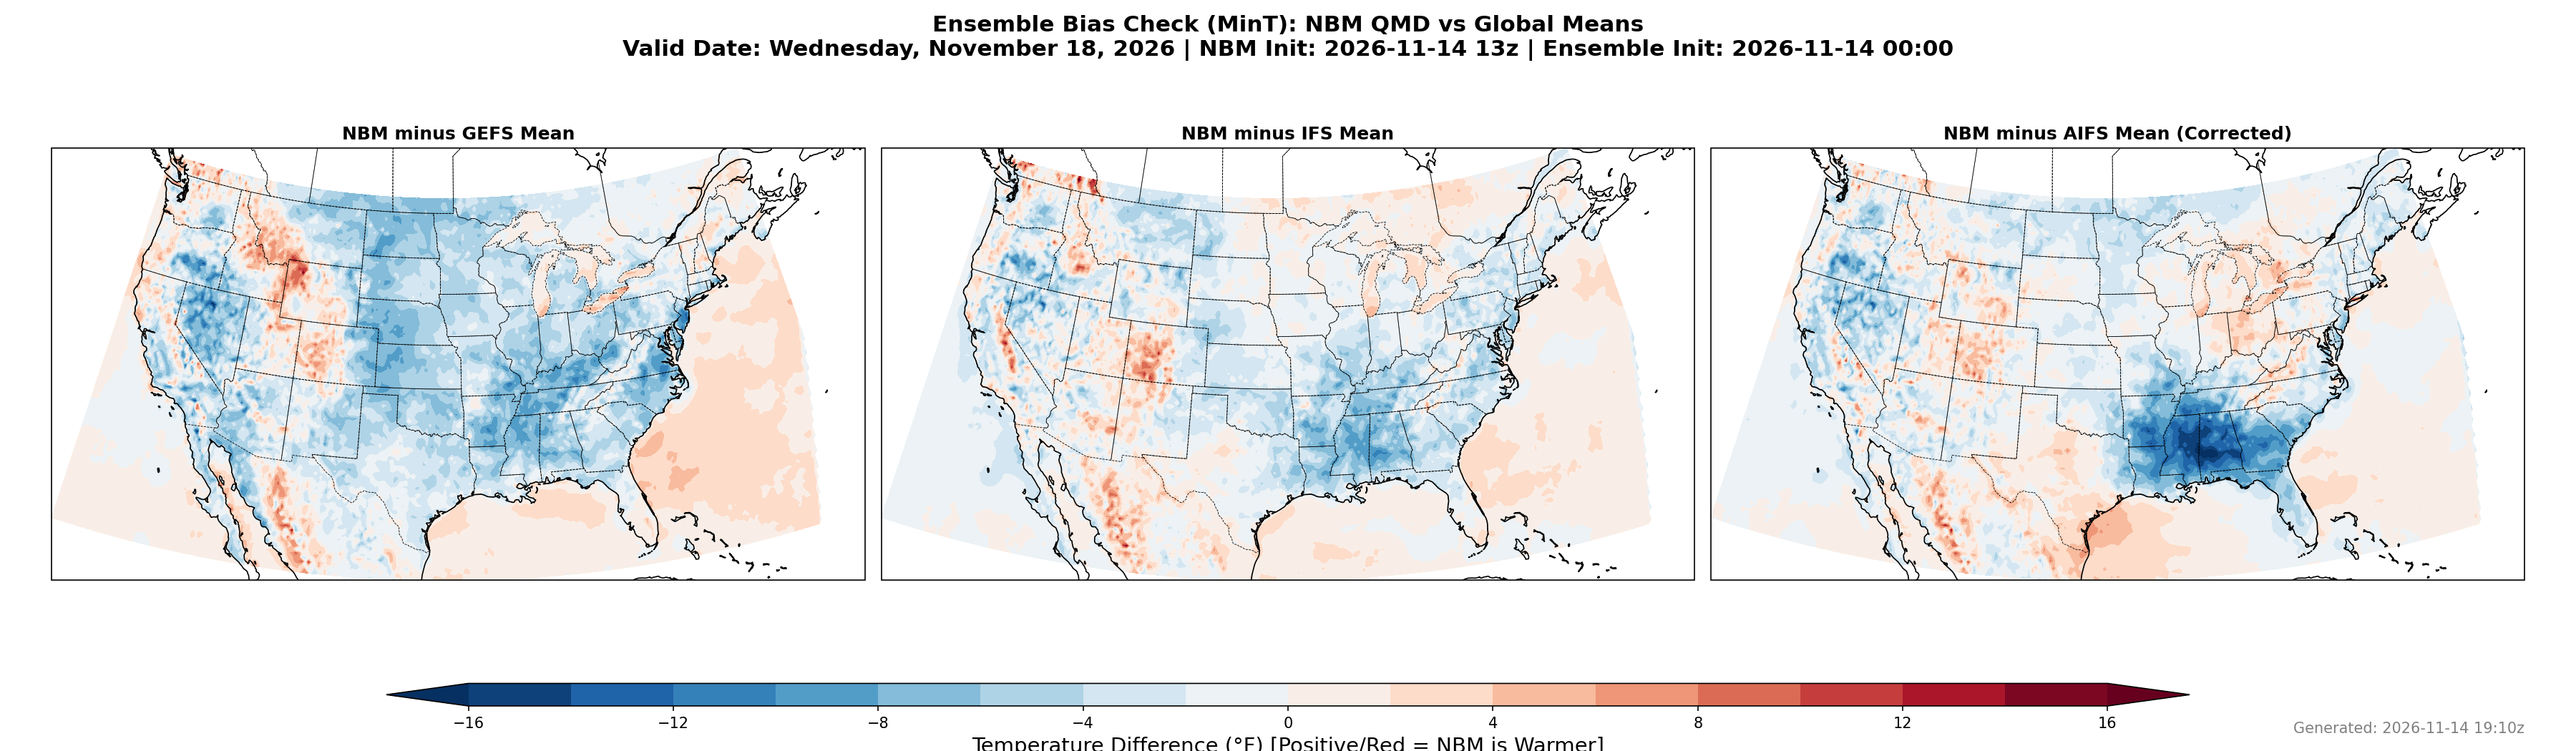 Ensemble Bias Check (MinT): NBM QMD vs Global Means
Valid Date: Wednesday, November 18, 2026 | NBM Init: 2026-11-14 13z | Ensemble Init: 2026-11-14 00:00
NBM minus GEFS Mean
NBM minus IFS Mean
NBM minus AIFS Mean (Corrected)
−16
−12
−8
−4
0
4
8
12
16
Temperature Difference (°F) [Positive/Red = NBM is Warmer]
Generated: 2026-11-14 19:10z